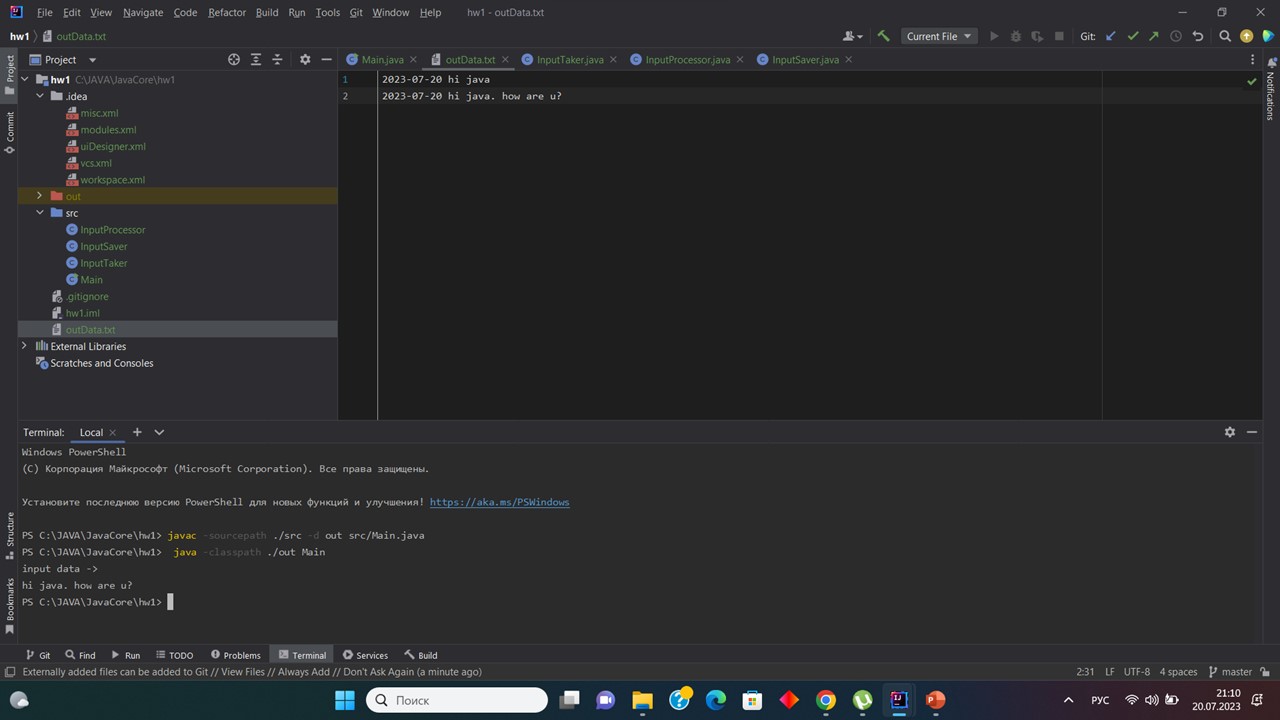 File Edit View Navigate Code Refactor Build Run Tools Git Window Help hw1 - outData.txt
hw1 outData.txt Current File Git:
Project
Main.java outData.txt InputTaker.java InputProcessor.java InputSaver.java
Project
Commit
Structure
Bookmarks
Notifications
hw1 C:\JAVA\JavaCore\hw1
.idea
misc.xml
modules.xml
uiDesigner.xml
vcs.xml
workspace.xml
out
src
InputProcessor
InputSaver
InputTaker
Main
.gitignore
hw1.iml
outData.txt
External Libraries
Scratches and Consoles
1 2023-07-20 hi java
2 2023-07-20 hi java. how are u?
Terminal: Local
Windows PowerShell
(C) Корпорация Майкрософт (Microsoft Corporation). Все права защищены.
Установите последнюю версию PowerShell для новых функций и улучшения! https://aka.ms/PSWindows
PS C:\JAVA\JavaCore\hw1> javac -sourcepath ./src -d out src/Main.java
PS C:\JAVA\JavaCore\hw1>  java -classpath ./out Main
input data ->
hi java. how are u?
PS C:\JAVA\JavaCore\hw1>
Git Find Run TODO Problems Terminal Services Build
Externally added files can be added to Git // View Files // Always Add // Don't Ask Again (a minute ago) 2:31 LF UTF-8 4 spaces master
Поиск
РУС
21:10
20.07.2023